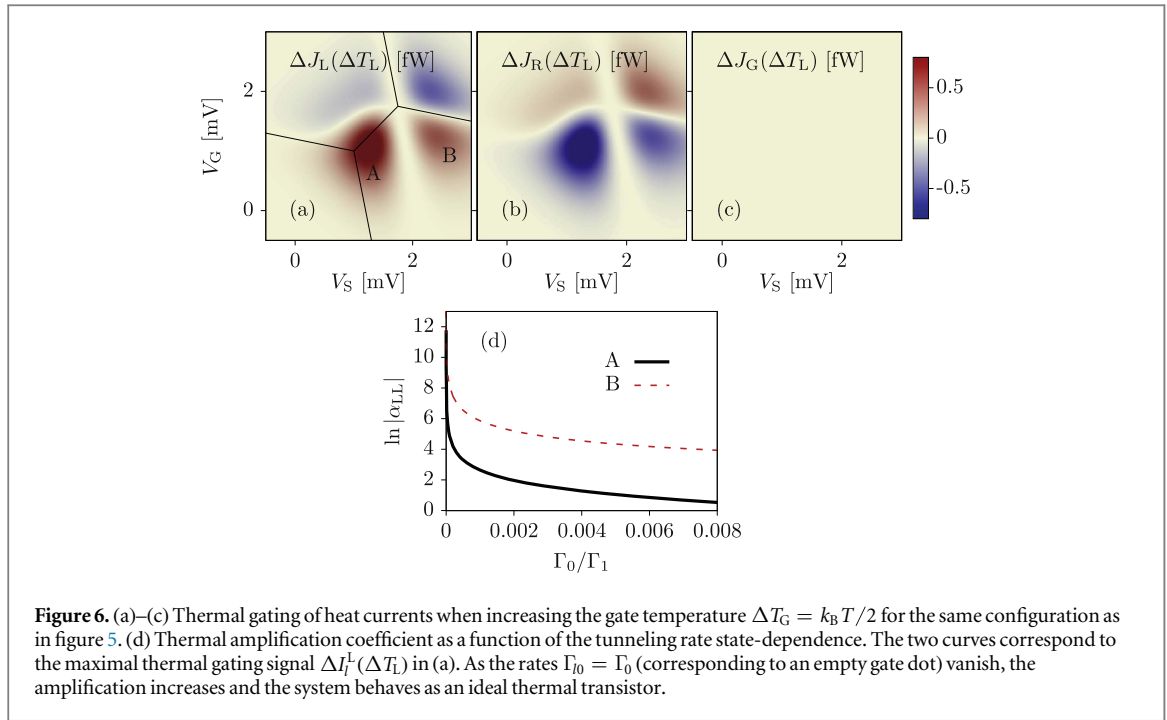 ΔJ_L(ΔT_L) [fW]
ΔJ_R(ΔT_L) [fW]
ΔJ_G(ΔT_L) [fW]
V_G [mV]
2
0
A
B
(a)
(b)
(c)
0.5
0
-0.5
0 2
0 2
0 2
V_S [mV]
V_S [mV]
V_S [mV]
ln |α_LL|
12
10
8
6
4
2
0
(d)
A
B
0 0.002 0.004 0.006 0.008
Γ_0/Γ_1
Figure 6. (a)–(c) Thermal gating of heat currents when increasing the gate temperature ΔT_G = k_B T/2 for the same configuration as
in figure 5. (d) Thermal amplification coefficient as a function of the tunneling rate state-dependence. The two curves correspond to
the maximal thermal gating signal ΔI_l^L(ΔT_L) in (a). As the rates Γ_l0 = Γ_0 (corresponding to an empty gate dot) vanish, the
amplification increases and the system behaves as an ideal thermal transistor.